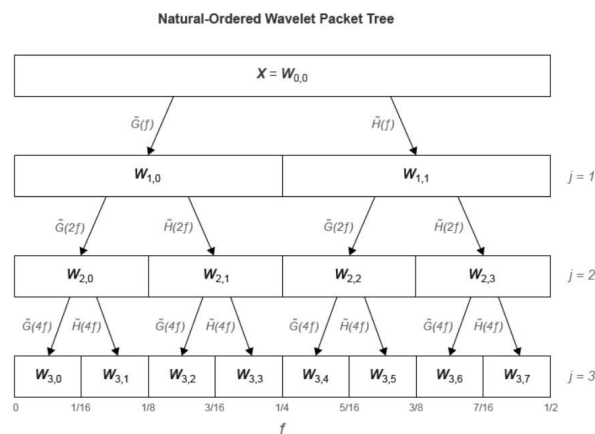 Natural-Ordered Wavelet Packet Tree
X = W0,0
G̃(f) H̃(f)
W1,0 W1,1 j = 1
G̃(2f) H̃(2f) G̃(2f) H̃(2f)
W2,0 W2,1 W2,2 W2,3 j = 2
G̃(4f) H̃(4f) G̃(4f) H̃(4f) G̃(4f) H̃(4f) G̃(4f) H̃(4f)
W3,0 W3,1 W3,2 W3,3 W3,4 W3,5 W3,6 W3,7 j = 3
0 1/16 1/8 3/16 1/4 5/16 3/8 7/16 1/2
f